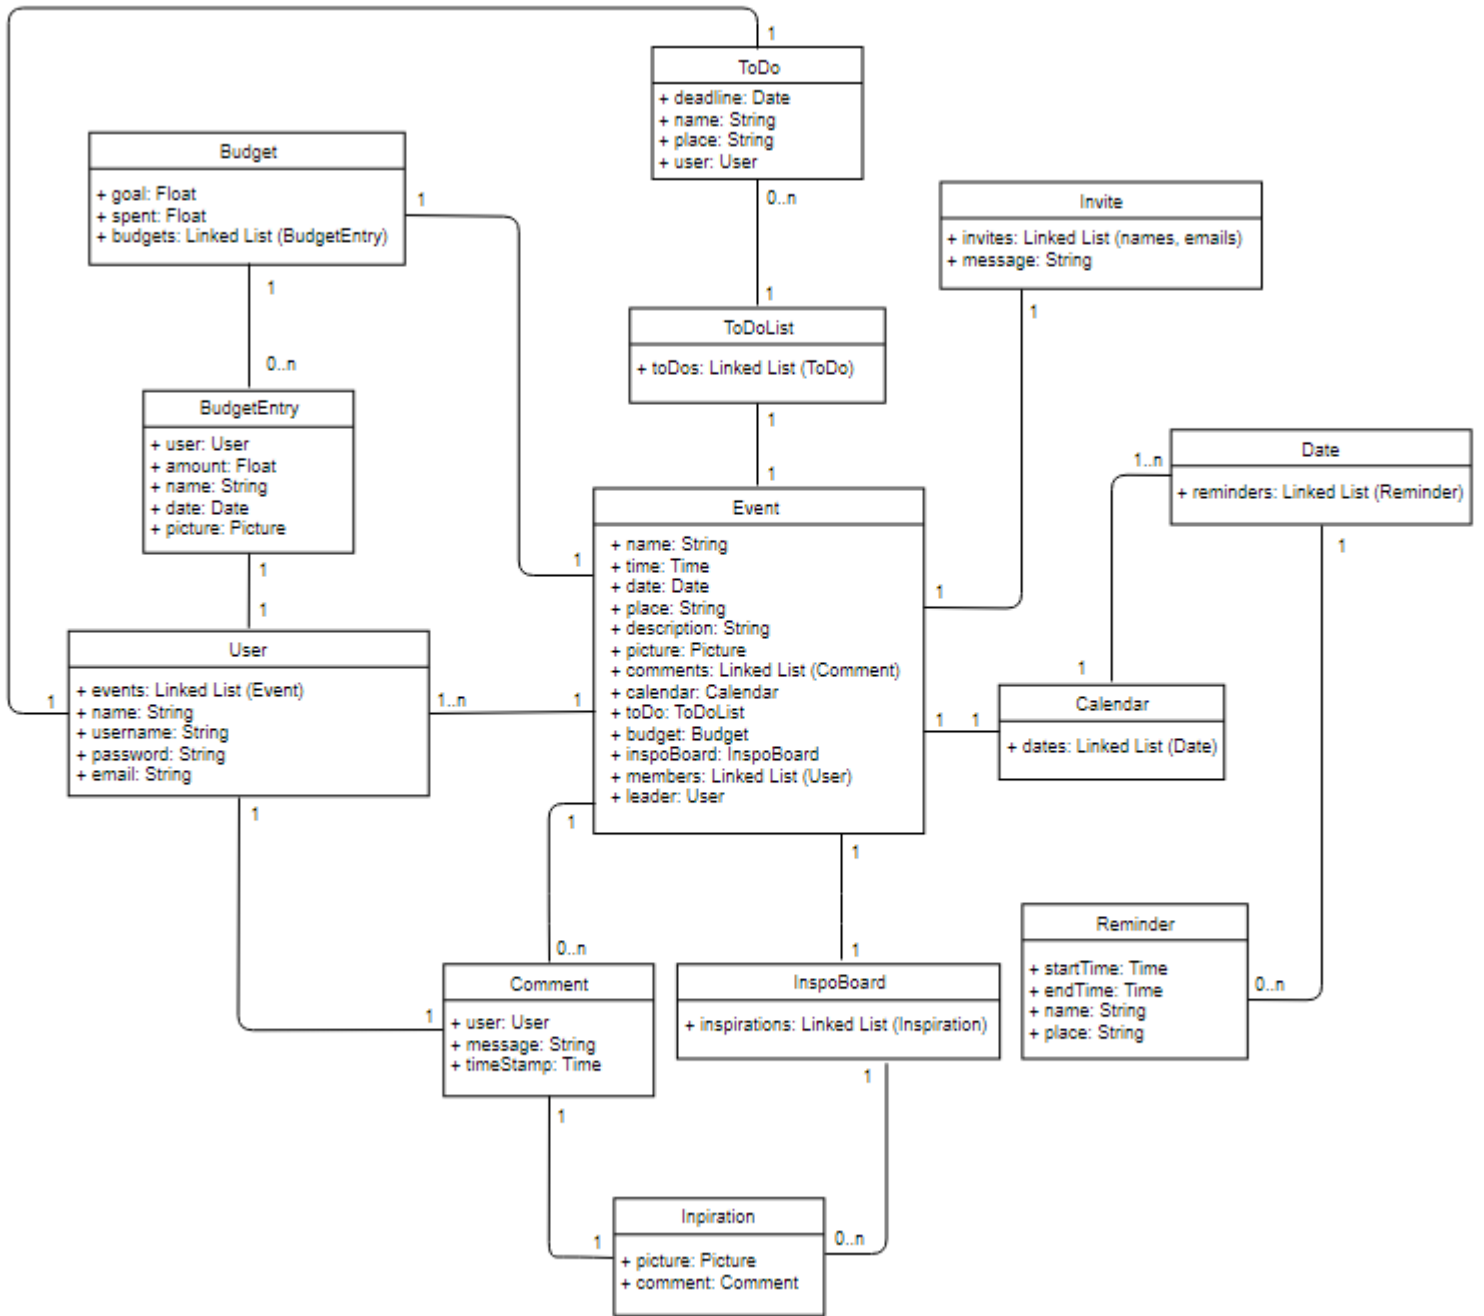 1
ToDo
+ deadline: Date
+ name: String
+ place: String
+ user: User
0..n
Budget
+ goal: Float
+ spent: Float
+ budgets: Linked List (BudgetEntry)
1
1
0..n
Invite
+ invites: Linked List (names, emails)
+ message: String
1
1
ToDoList
+ toDos: Linked List (ToDo)
1
1
BudgetEntry
+ user: User
+ amount: Float
+ name: String
+ date: Date
+ picture: Picture
1
1
Date
+ reminders: Linked List (Reminder)
1..n
1
Event
+ name: String
+ time: Time
+ date: Date
+ place: String
+ description: String
+ picture: Picture
+ comments: Linked List (Comment)
+ calendar: Calendar
+ toDo: ToDoList
+ budget: Budget
+ inspoBoard: InspoBoard
+ members: Linked List (User)
+ leader: User
1
1
1
1 1
1
1
User
+ events: Linked List (Event)
+ name: String
+ username: String
+ password: String
+ email: String
1
1..n
1
1
Calendar
+ dates: Linked List (Date)
0..n
1
Comment
+ user: User
+ message: String
+ timeStamp: Time
1
1
InspoBoard
+ inspirations: Linked List (Inspiration)
1
Reminder
+ startTime: Time
+ endTime: Time
+ name: String
+ place: String
0..n
Inpiration
+ picture: Picture
+ comment: Comment
1
0..n